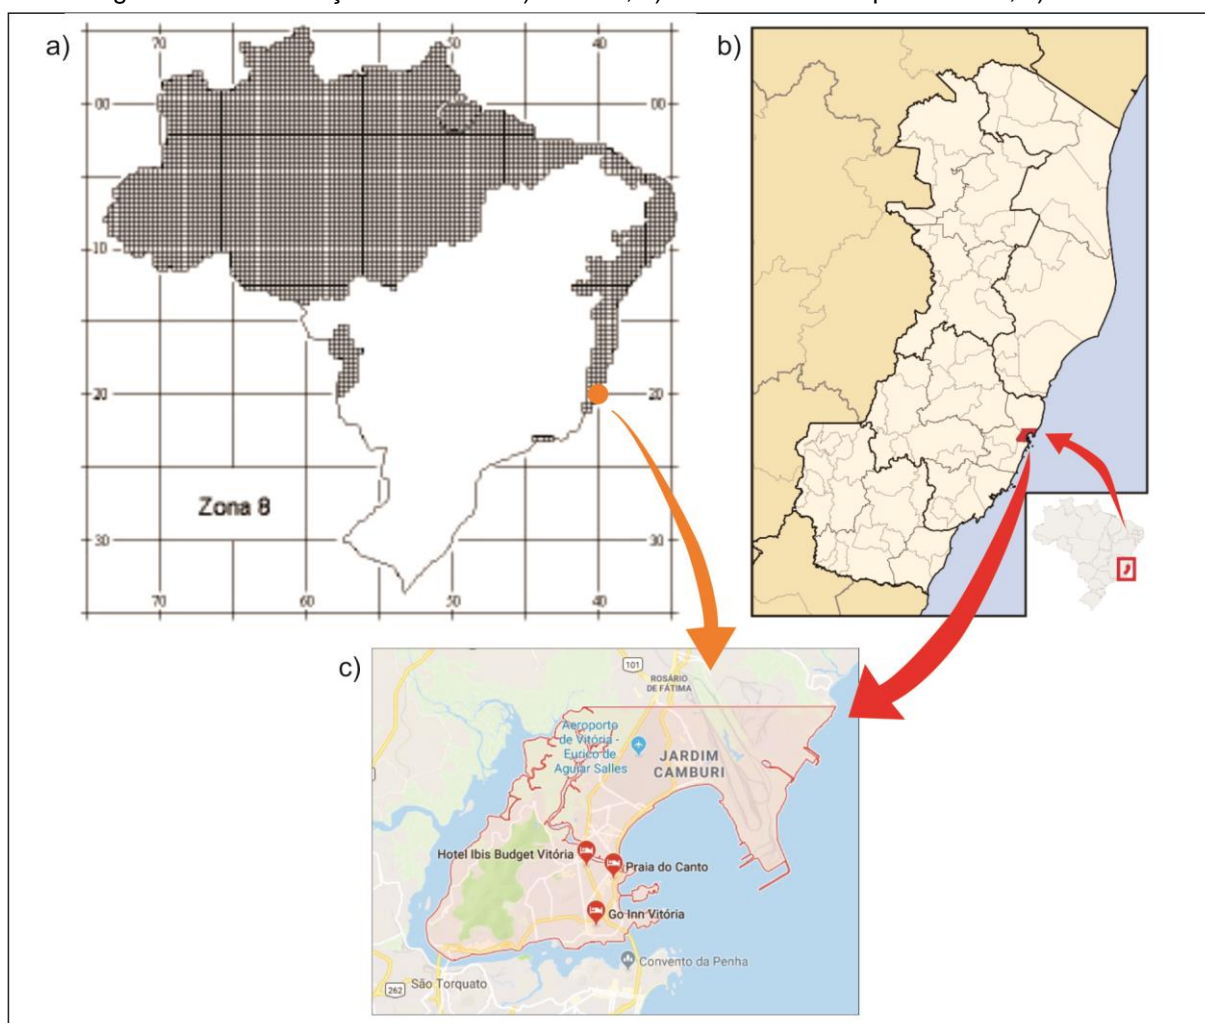 a)
70
50
40
00
00
10
20
20
Zona 8
30
30
70
60
50
40
b)
c)
101
ROSÁRIO
DE FÁTIMA
Aeroporto
de Vitória -
Eurico de
Aguiar Salles
JARDIM
CAMBURI
Hotel Ibis Budget Vitória
Praia do Canto
Go Inn Vitória
Convento da Penha
São Torquato
262